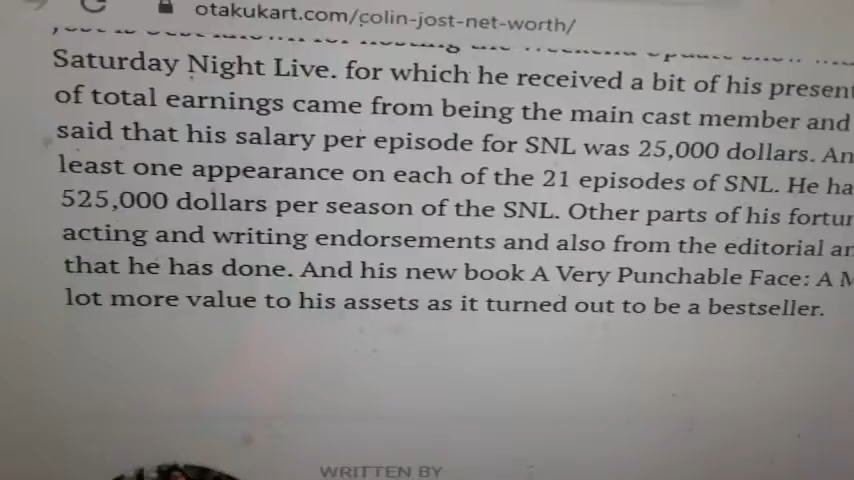 otakukart.com/colin-jost-net-worth/
Saturday Night Live. for which he received a bit of his present
of total earnings came from being the main cast member and
said that his salary per episode for SNL was 25,000 dollars. An
least one appearance on each of the 21 episodes of SNL. He ha
525,000 dollars per season of the SNL. Other parts of his fortu
acting and writing endorsements and also from the editorial a
that he has done. And his new book A Very Punchable Face: A M
lot more value to his assets as it turned out to be a bestseller.
WRITTEN BY